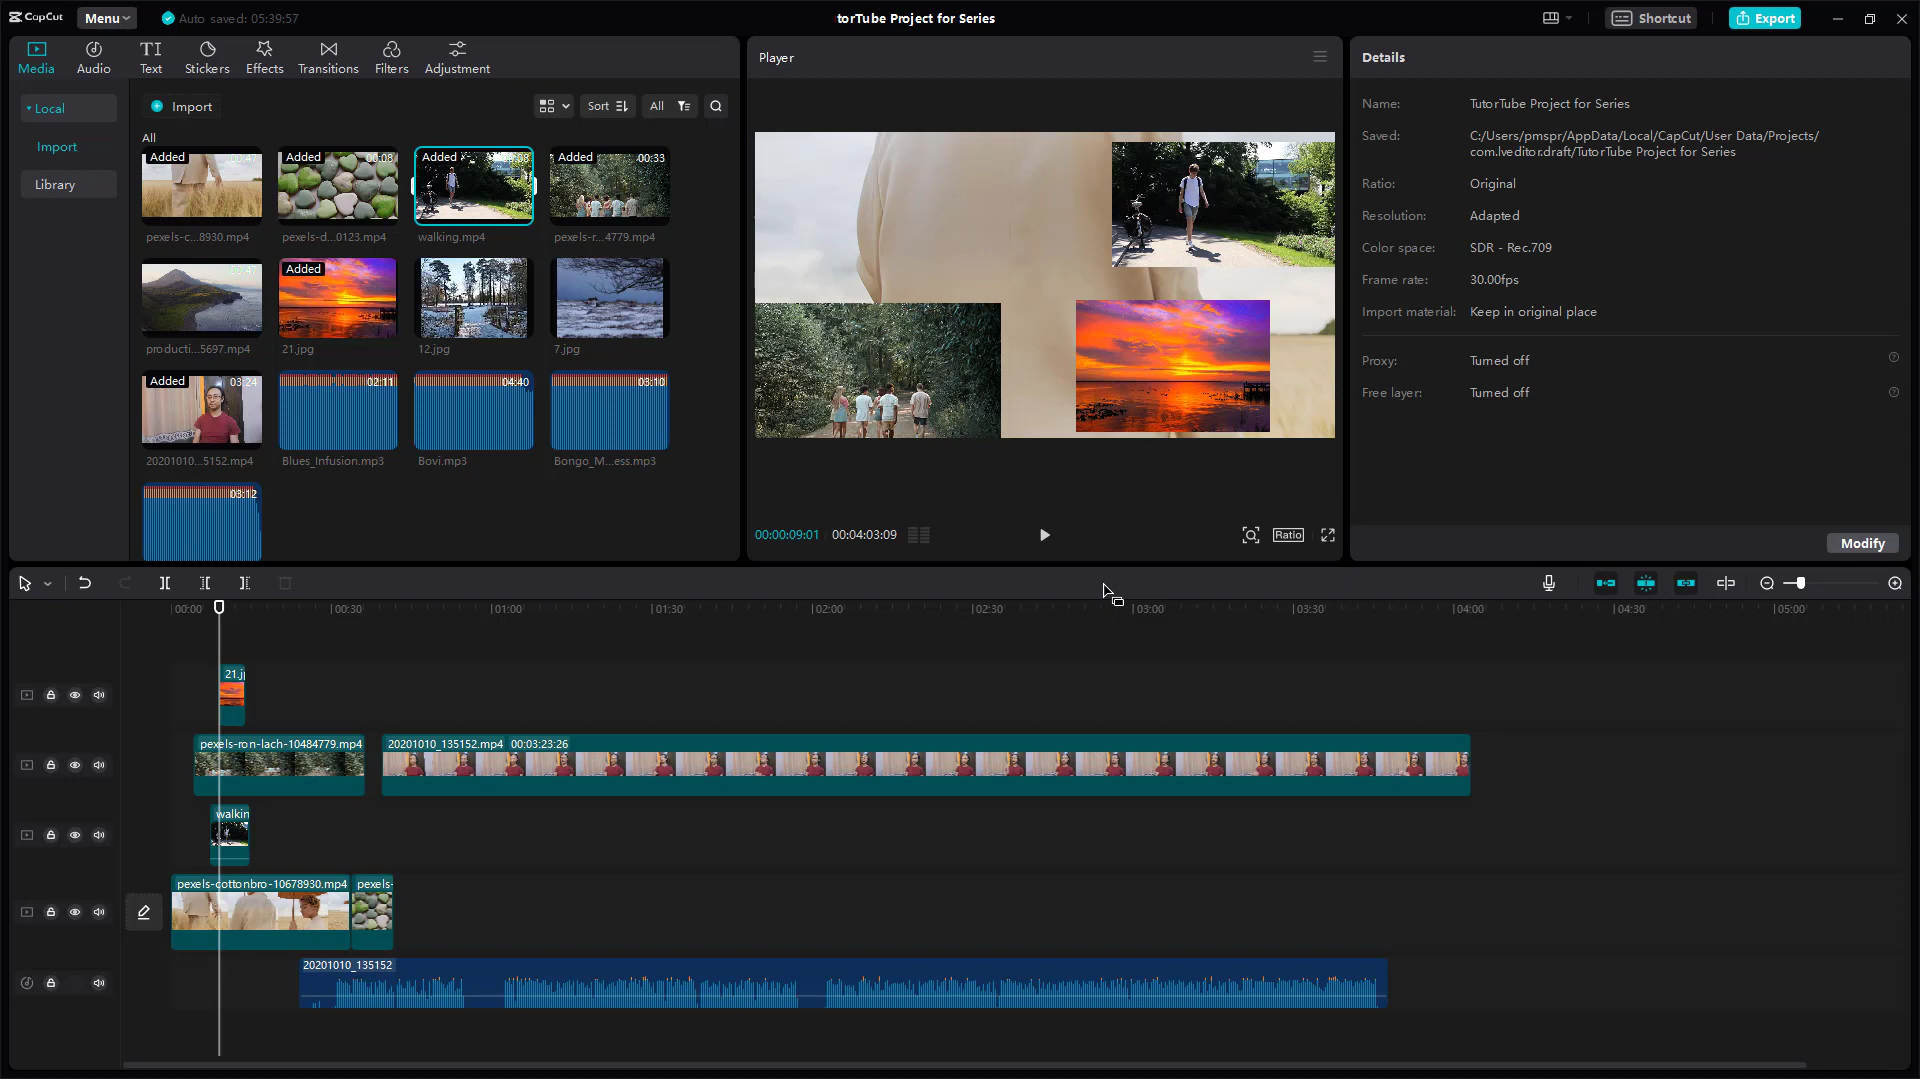 CapCut
Menu
Auto saved: 05:39:57
torTube Project for Series
Shortcut
Export
Media
Audio
Text
Stickers
Effects
Transitions
Filters
Adjustment
Local
Import
Library
Import
Sort
All
All
Added 00:47
Added 00:08
Added
Added 00:33
pexels-c...8930.mp4
pexels-d...0123.mp4
walking.mp4
pexels-r...4779.mp4
00:47
Added
producti...5697.mp4
21.jpg
12.jpg
7.jpg
Added 03:24
02:11
04:40
03:10
20201010...5152.mp4
Blues_Infusion.mp3
Bovi.mp3
Bongo_M...ess.mp3
03:12
Player
00:00:09:01
00:04:03:09
Ratio
Details
Name: TutorTube Project for Series
Saved: C:/Users/pmspr/AppData/Local/CapCut/User Data/Projects/
com.lveditor.draft/TutorTube Project for Series
Ratio: Original
Resolution: Adapted
Color space: SDR - Rec.709
Frame rate: 30.00fps
Import material: Keep in original place
Proxy: Turned off
Free layer: Turned off
Modify
00:00
00:30
01:00
01:30
02:00
02:30
03:00
03:30
04:00
04:30
05:00
21.j
pexels-ron-lach-10484779.mp4
20201010_135152.mp4 00:03:23:26
walkin
pexels-cottonbro-10678930.mp4
pexels-
20201010_135152